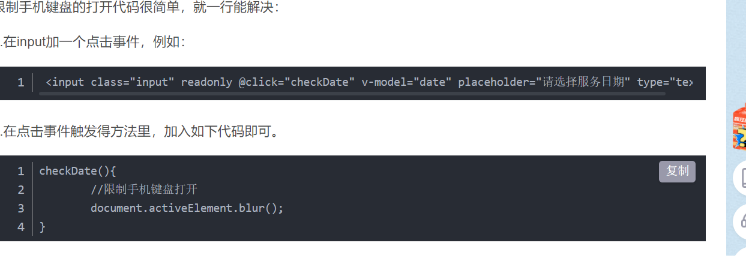 限制手机键盘的打开代码很简单，就一行能解决：
.在input加一个点击事件，例如：
1 <input class="input" readonly @click="checkDate" v-model="date" placeholder="请选择服务日期" type="te>
.在点击事件触发得方法里，加入如下代码即可。
复制
1 checkDate(){
2 //限制手机键盘打开
3 document.activeElement.blur();
4 }